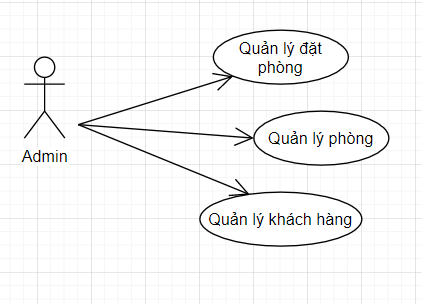 Quản lý đặt
phòng
Quản lý phòng
Admin
Quản lý khách hàng